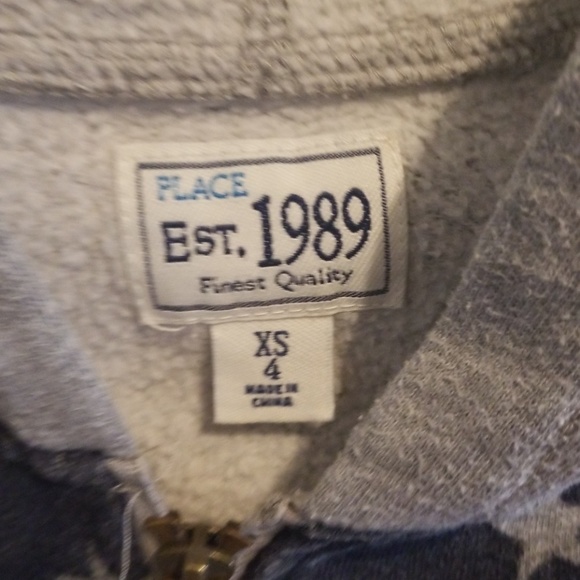 PLACE
EST. 1989
Finest Quality
XS
4
MADE IN
CHINA